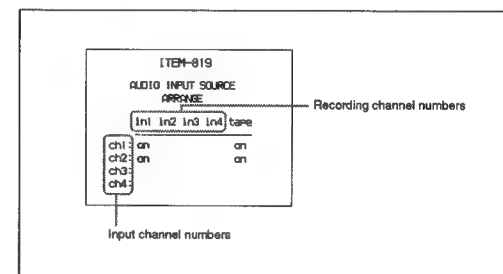 ITEM-819
AUDIO INPUT SOURCE
ARRANGE
in1 in2 in3 in4 tape
Recording channel numbers
ch1: on on
ch2: on on
ch3:
ch4:
Input channel numbers